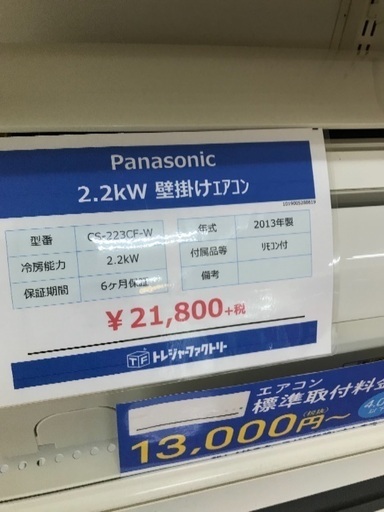 Panasonic
2.2kW 壁掛けエアコン
型番 CS-223CF-W
冷房能力 2.2kW
保証期間 6ヶ月保証
年式 2013年製
付属品等 リモコン付
備考
￥21,800+税
TF トレジャーファクトリー
エアコン
標準取付料金
(税抜)
13,000円～